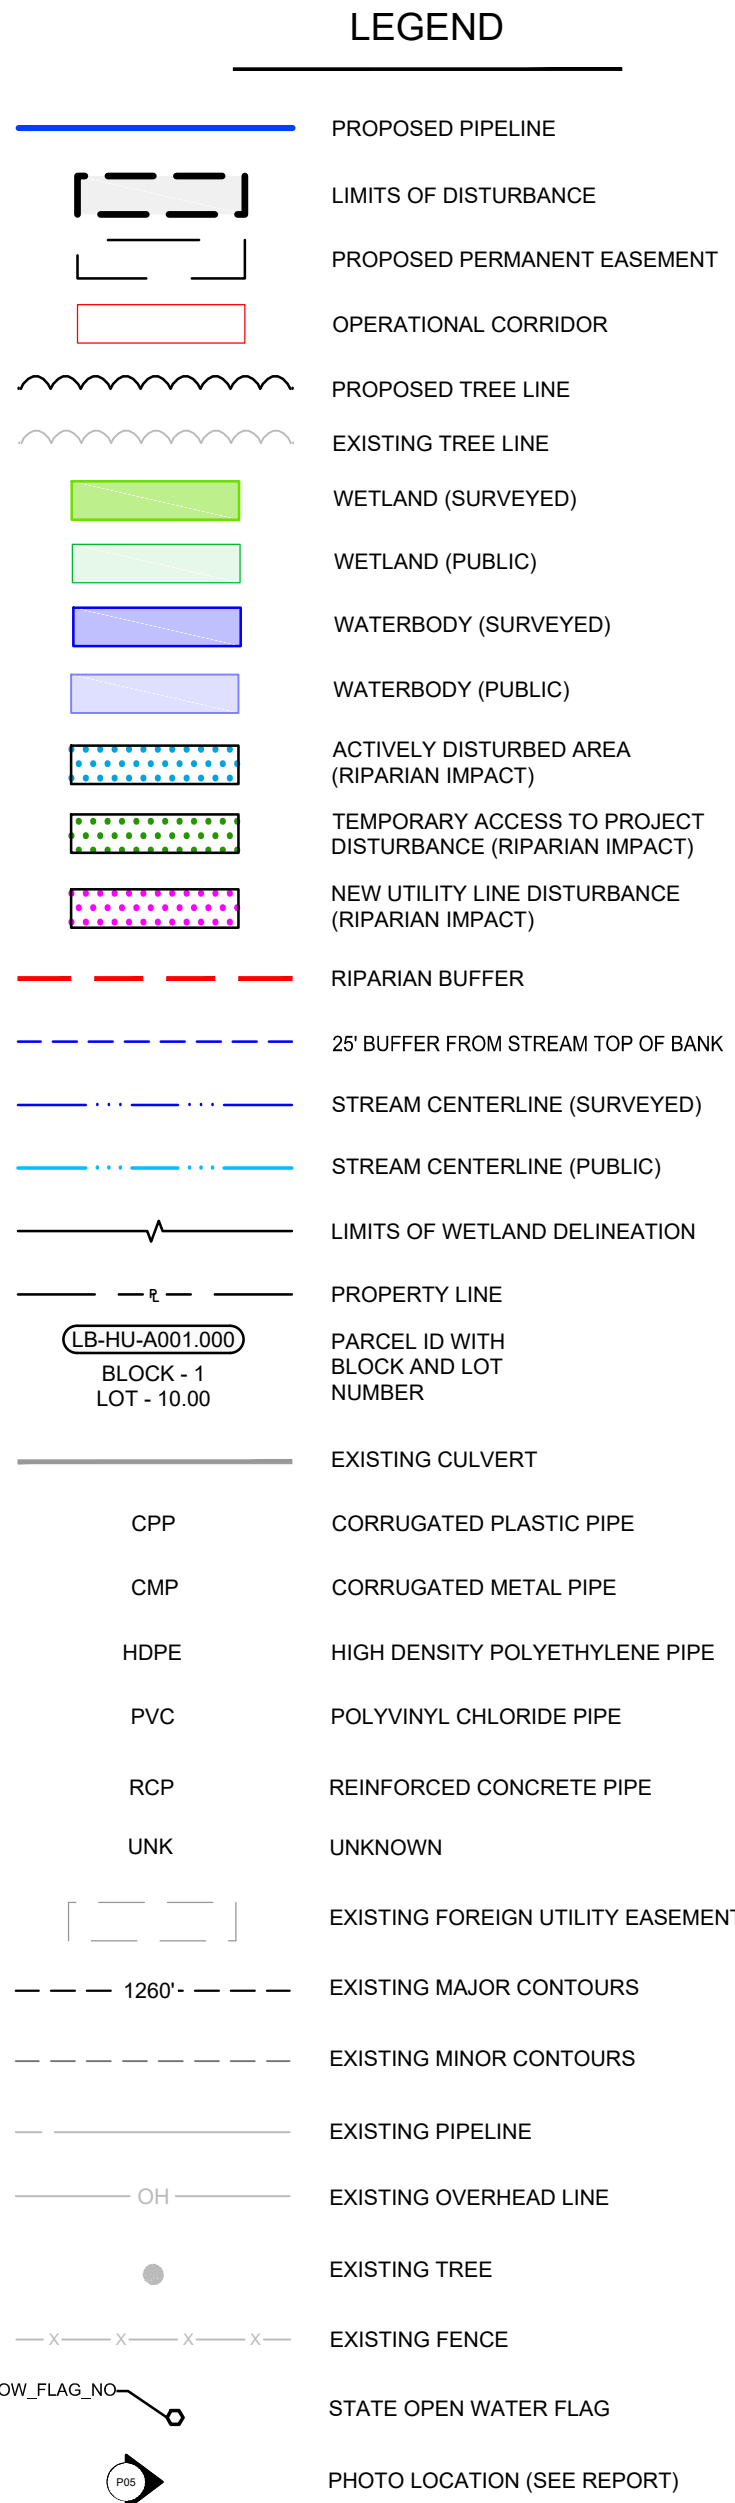 LEGEND
PROPOSED PIPELINE
LIMITS OF DISTURBANCE
PROPOSED PERMANENT EASEMENT
OPERATIONAL CORRIDOR
PROPOSED TREE LINE
EXISTING TREE LINE
WETLAND (SURVEYED)
WETLAND (PUBLIC)
WATERBODY (SURVEYED)
WATERBODY (PUBLIC)
ACTIVELY DISTURBED AREA
(RIPARIAN IMPACT)
TEMPORARY ACCESS TO PROJECT
DISTURBANCE (RIPARIAN IMPACT)
NEW UTILITY LINE DISTURBANCE
(RIPARIAN IMPACT)
RIPARIAN BUFFER
25' BUFFER FROM STREAM TOP OF BANK
STREAM CENTERLINE (SURVEYED)
STREAM CENTERLINE (PUBLIC)
LIMITS OF WETLAND DELINEATION
PL PROPERTY LINE
LB-HU-A001.000
BLOCK - 1
LOT - 10.00
PARCEL ID WITH
BLOCK AND LOT
NUMBER
EXISTING CULVERT
CPP CORRUGATED PLASTIC PIPE
CMP CORRUGATED METAL PIPE
HDPE HIGH DENSITY POLYETHYLENE PIPE
PVC POLYVINYL CHLORIDE PIPE
RCP REINFORCED CONCRETE PIPE
UNK UNKNOWN
EXISTING FOREIGN UTILITY EASEMENT
1260' EXISTING MAJOR CONTOURS
EXISTING MINOR CONTOURS
EXISTING PIPELINE
OH EXISTING OVERHEAD LINE
EXISTING TREE
X X X X EXISTING FENCE
OW_FLAG_NO STATE OPEN WATER FLAG
P05 PHOTO LOCATION (SEE REPORT)